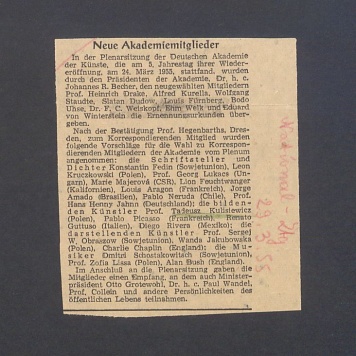 Neue Akademiemitglieder
In der Plenarsitzung der Deutschen Akademie
der Künste, die am 5. Jahrestag ihrer Wieder-
eröffnung, am 24. März 1955, stattfand, wurden
durch den Präsidenten der Akademie, Dr. h. c.
Johannes R. Becher, den neugewählten Mitgliedern
Prof. Heinrich Drake, Alfred Kurella, Wolfgang
Staudte, Slatan Dudow, Louis Fürnberg, Bodo
Uhse, Dr. F. C. Weiskopf, Ehm Welk und Eduard
von Winterstein die Ernennungsurkunden über-
geben.
Nach der Bestätigung Prof. Hegenbarths, Dres-
den, zum Korrespondierenden Mitglied wurden
folgende Vorschläge für die Wahl zu Korrespon-
dierenden Mitgliedern der Akademie vom Plenum
angenommen: die Schriftsteller und
Dichter Konstantin Fedin (Sowjetunion), Leon
Kruczkowski (Polen), Prof. Georg Lukacs (Un-
garn), Marie Majerová (CSR), Lion Feuchtwanger
(Kalifornien), Louis Aragon (Frankreich), Jorge
Amado (Brasilien), Pablo Neruda (Chile), Prof.
Hans Henny Jahnn (Deutschland); die bilden-
den Künstler Prof. Tadeusz Kulisiewicz
(Polen), Pablo Picaso (Frankreich), Renato
Guttuso (Italien), Diego Rivera (Mexiko); die
darstellenden Künstler Prof. Sergej
W. Obraszow (Sowjetunion), Wanda Jakubowska
(Polen), Charlie Chaplin (England); die Mu-
siker Dmitri Schostakowitsch (Sowjetunion),
Prof. Zofia Lissa (Polen), Alan Bush (England).
Im Anschluß an die Plenarsitzung gaben die
Mitglieder einen Empfang, an dem auch Minister-
präsident Otto Grotewohl, Dr. h. c. Paul Wandel,
Prof. Collein und andere Persönlichkeiten des
öffentlichen Lebens teilnahmen.
National-Ztg
29.3.55